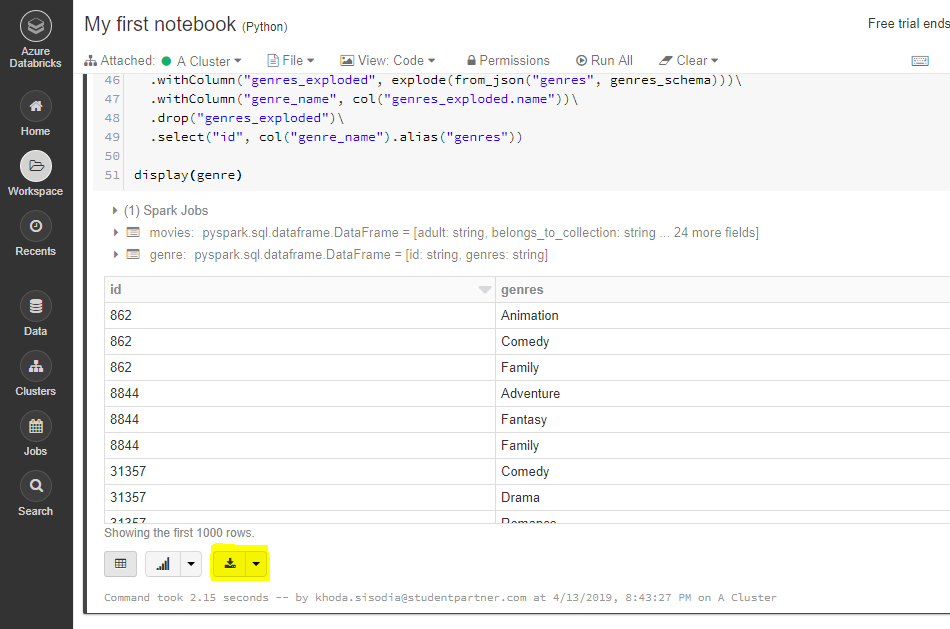 Azure
Databricks
Home
Workspace
Recents
Data
Clusters
Jobs
Search
My first notebook (Python)
Free trial ends
Attached: A Cluster File View: Code Permissions Run All Clear
46 .withColumn("genres_exploded", explode(from_json("genres", genres_schema)))\
47 .withColumn("genre_name", col("genres_exploded.name"))\
48 .drop("genres_exploded")\
49 .select("id", col("genre_name").alias("genres"))
50
51 display(genre)
(1) Spark Jobs
movies: pyspark.sql.dataframe.DataFrame = [adult: string, belongs_to_collection: string ... 24 more fields]
genre: pyspark.sql.dataframe.DataFrame = [id: string, genres: string]
id genres
862 Animation
862 Comedy
862 Family
8844 Adventure
8844 Fantasy
8844 Family
31357 Comedy
31357 Drama
31357 Romance
Showing the first 1000 rows.
Command took 2.15 seconds -- by khoda.sisodia@studentpartner.com at 4/13/2019, 8:43:27 PM on A Cluster